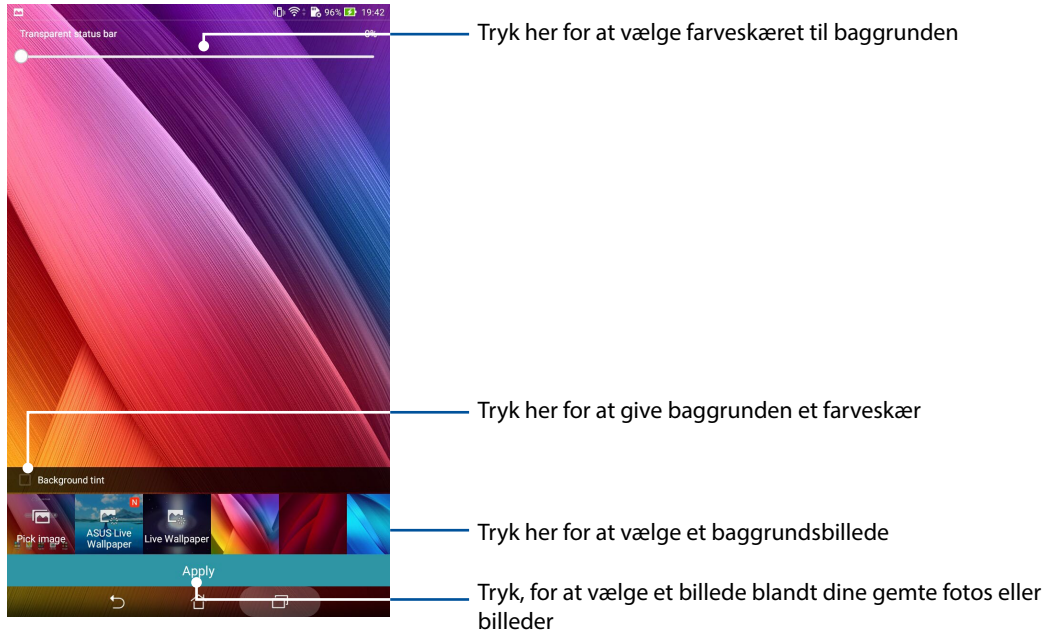 96% 19:42
Transparent status bar 0%
Tryk her for at vælge farveskæret til baggrunden
Tryk her for at give baggrunden et farveskær
Background tint
N
Pick image
ASUS Live
Wallpaper
Live Wallpaper
Tryk her for at vælge et baggrundsbillede
Apply
Tryk, for at vælge et billede blandt dine gemte fotos eller
billeder